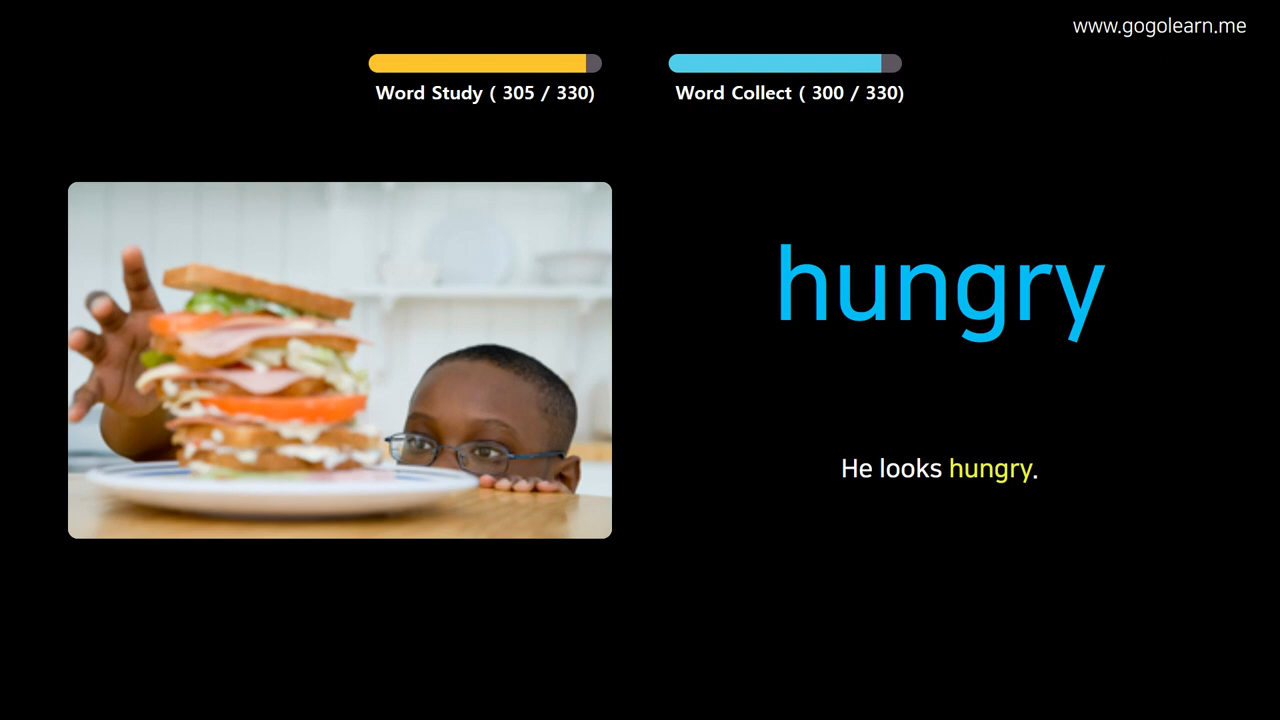 www.gogolearn.me
Word Study ( 305 / 330)
Word Collect ( 300 / 330)
hungry
He looks hungry.